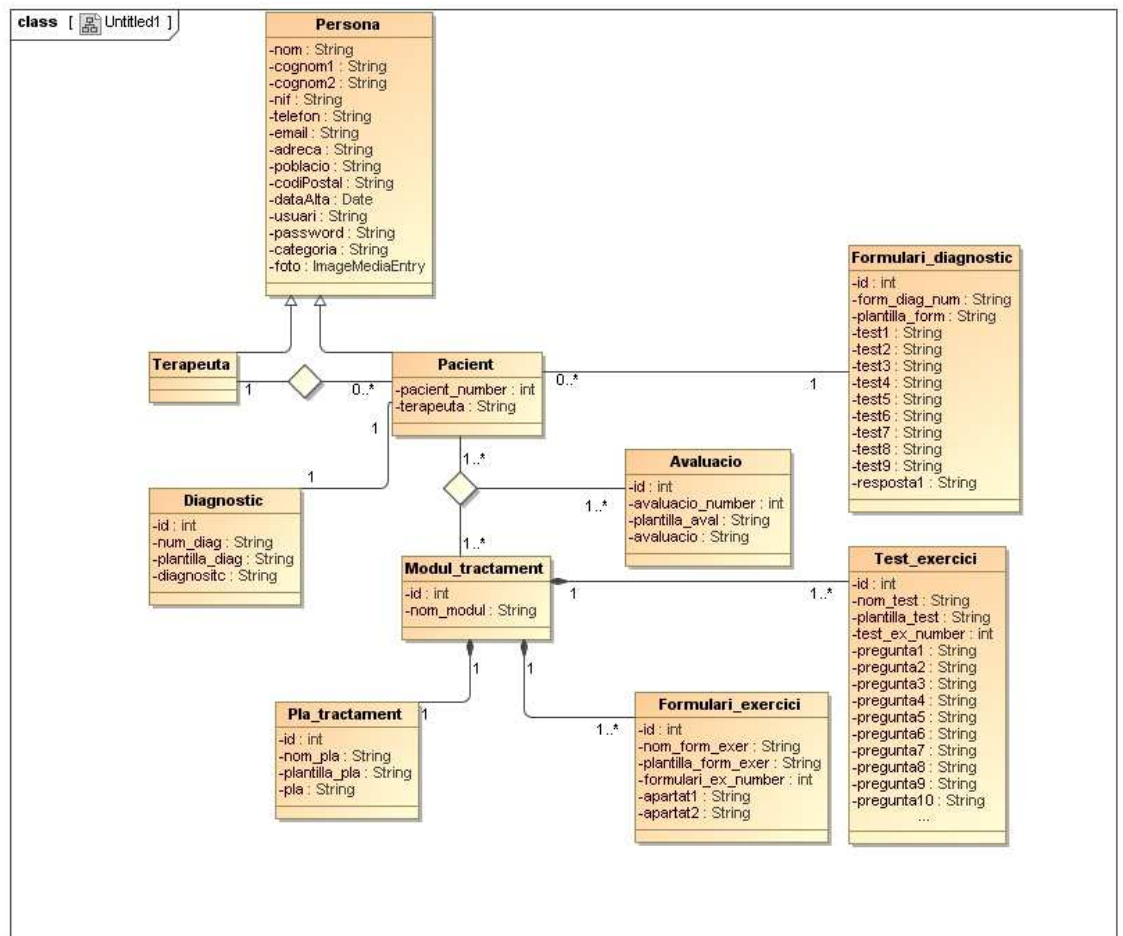 class [ Untitled1 ]
Persona
-nom : String
-cognom1 : String
-cognom2 : String
-nif : String
-telefon : String
-email : String
-adreca : String
-poblacio : String
-codiPostal : String
-dataAlta : Date
-usuari : String
-password : String
-categoria : String
-foto : ImageMediaEntry
Terapeuta
1
0..*
Pacient
-pacient_number : int
-terapeuta : String
0..*
1
Formulari_diagnostic
-id : int
-form_diag_num : String
-plantilla_form : String
-test1 : String
-test2 : String
-test3 : String
-test4 : String
-test5 : String
-test6 : String
-test7 : String
-test8 : String
-test9 : String
-resposta1 : String
1
1
Diagnostic
-id : int
-num_diag : String
-plantilla_diag : String
-diagnositc : String
1..*
1..*
1..*
Avaluacio
-id : int
-avaluacio_number : int
-plantilla_aval : String
-avaluacio : String
Modul_tractament
-id : int
-nom_modul : String
1
1..*
Test_exercici
-id : int
-nom_test : String
-plantilla_test : String
-test_ex_number : int
-pregunta1 : String
-pregunta2 : String
-pregunta3 : String
-pregunta4 : String
-pregunta5 : String
-pregunta6 : String
-pregunta7 : String
-pregunta8 : String
-pregunta9 : String
-pregunta10 : String
...
1
1
Pla_tractament
-id : int
-nom_pla : String
-plantilla_pla : String
-pla : String
1
1..*
Formulari_exercici
-id : int
-nom_form_exer : String
-plantilla_form_exer : String
-formulari_ex_number : int
-apartat1 : String
-apartat2 : String